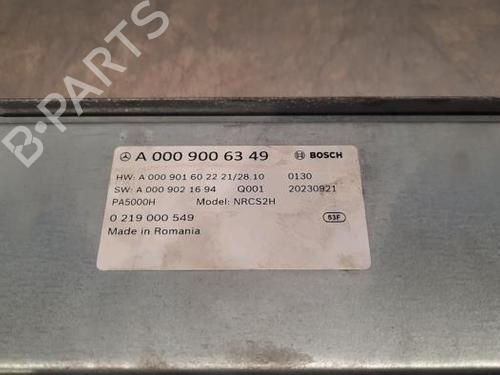 B-PARTS
A 000 900 63 49 BOSCH
HW: A 000 901 60 22 21/28.10 0130
SW: A 000 902 16 94 Q001 20230921
PA5000H Model: NRCS2H
0 219 000 549 53F
Made in Romania